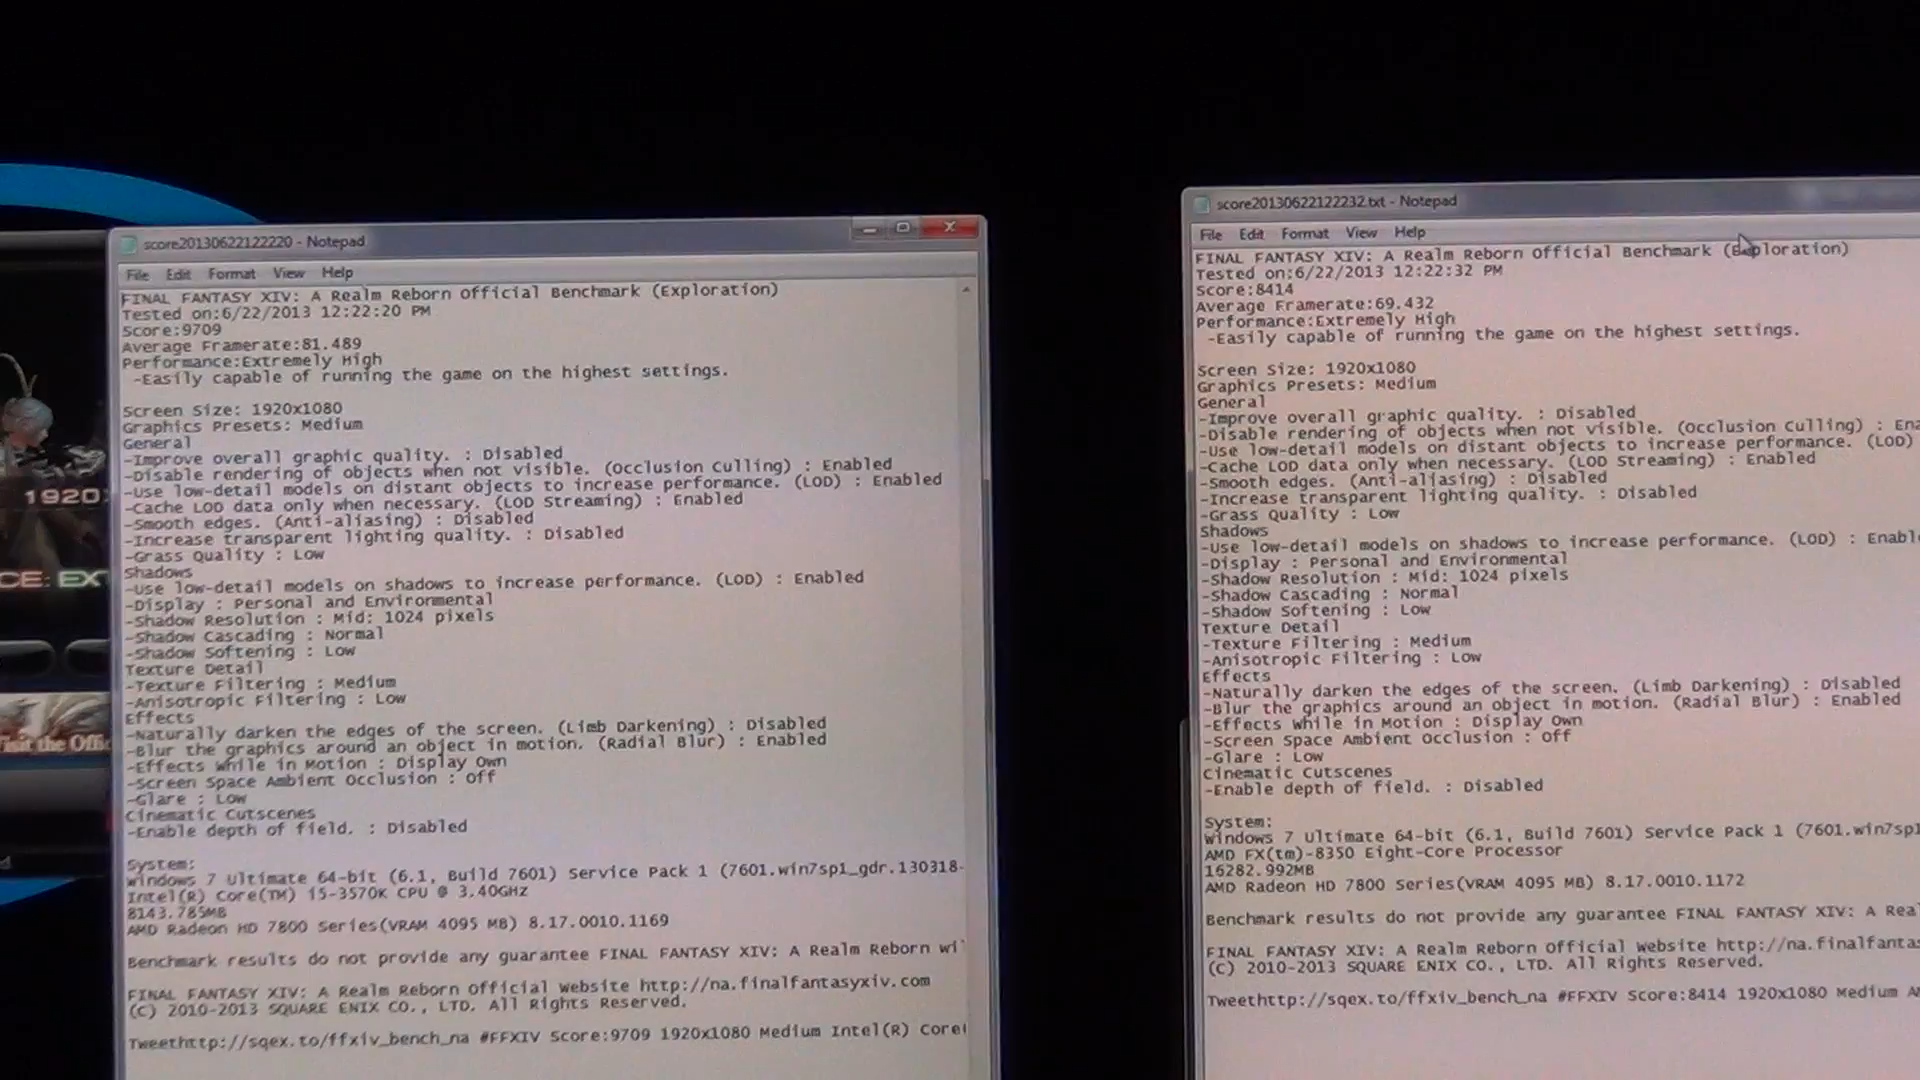 1920
CE: EX
isit the Offic
score20130622122220 - Notepad
File Edit Format View Help
FINAL FANTASY XIV: A Realm Reborn Official Benchmark (Exploration)
Tested on:6/22/2013 12:22:20 PM
Score:9709
Average Framerate:81.489
Performance:Extremely High
-Easily capable of running the game on the highest settings.
Screen Size: 1920x1080
Graphics Presets: Medium
General
-Improve overall graphic quality. : Disabled
-Disable rendering of objects when not visible. (Occlusion Culling) : Enabled
-Use low-detail models on distant objects to increase performance. (LOD) : Enabled
-Cache LOD data only when necessary. (LOD Streaming) : Enabled
-Smooth edges. (Anti-aliasing) : Disabled
-Increase transparent lighting quality. : Disabled
-Grass Quality : Low
Shadows
-Use low-detail models on shadows to increase performance. (LOD) : Enabled
-Display : Personal and Environmental
-Shadow Resolution : Mid: 1024 pixels
-Shadow Cascading : Normal
-Shadow Softening : Low
Texture Detail
-Texture Filtering : Medium
-Anisotropic Filtering : Low
Effects
-Naturally darken the edges of the screen. (Limb Darkening) : Disabled
-Blur the graphics around an object in motion. (Radial Blur) : Enabled
-Effects While in Motion : Display Own
-Screen Space Ambient Occlusion : Off
-Glare : Low
Cinematic Cutscenes
-Enable depth of field. : Disabled
System:
Windows 7 Ultimate 64-bit (6.1, Build 7601) Service Pack 1 (7601.win7sp1_gdr.130318-
Intel(R) Core(TM) i5-3570K CPU @ 3.40GHz
8143.785MB
AMD Radeon HD 7800 Series(VRAM 4095 MB) 8.17.0010.1169
Benchmark results do not provide any guarantee FINAL FANTASY XIV: A Realm Reborn wi
FINAL FANTASY XIV: A Realm Reborn Official Website http://na.finalfantasyxiv.com
(C) 2010-2013 SQUARE ENIX CO., LTD. All Rights Reserved.
Tweethttp://sqex.to/ffxiv_bench_na #FFXIV Score:9709 1920x1080 Medium Intel(R) Core(
score20130622122232.txt - Notepad
File Edit Format View Help
FINAL FANTASY XIV: A Realm Reborn Official Benchmark (Exploration)
Tested on:6/22/2013 12:22:32 PM
Score:8414
Average Framerate:69.432
Performance:Extremely High
-Easily capable of running the game on the highest settings.
Screen Size: 1920x1080
Graphics Presets: Medium
General
-Improve overall graphic quality. : Disabled
-Disable rendering of objects when not visible. (Occlusion Culling) : Ena
-Use low-detail models on distant objects to increase performance. (LOD)
-Cache LOD data only when necessary. (LOD Streaming) : Enabled
-Smooth edges. (Anti-aliasing) : Disabled
-Increase transparent lighting quality. : Disabled
-Grass Quality : Low
Shadows
-Use low-detail models on shadows to increase performance. (LOD) : Enabl
-Display : Personal and Environmental
-Shadow Resolution : Mid: 1024 pixels
-Shadow Cascading : Normal
-Shadow Softening : Low
Texture Detail
-Texture Filtering : Medium
-Anisotropic Filtering : Low
Effects
-Naturally darken the edges of the screen. (Limb Darkening) : Disabled
-Blur the graphics around an object in motion. (Radial Blur) : Enabled
-Effects While in Motion : Display Own
-Screen Space Ambient Occlusion : Off
-Glare : Low
Cinematic Cutscenes
-Enable depth of field. : Disabled
System:
Windows 7 Ultimate 64-bit (6.1, Build 7601) Service Pack 1 (7601.win7sp1
AMD FX(tm)-8350 Eight-Core Processor
16282.992MB
AMD Radeon HD 7800 Series(VRAM 4095 MB) 8.17.0010.1172
Benchmark results do not provide any guarantee FINAL FANTASY XIV: A Rea
FINAL FANTASY XIV: A Realm Reborn Official Website http://na.finalfantas
(C) 2010-2013 SQUARE ENIX CO., LTD. All Rights Reserved.
Tweethttp://sqex.to/ffxiv_bench_na #FFXIV Score:8414 1920x1080 Medium A